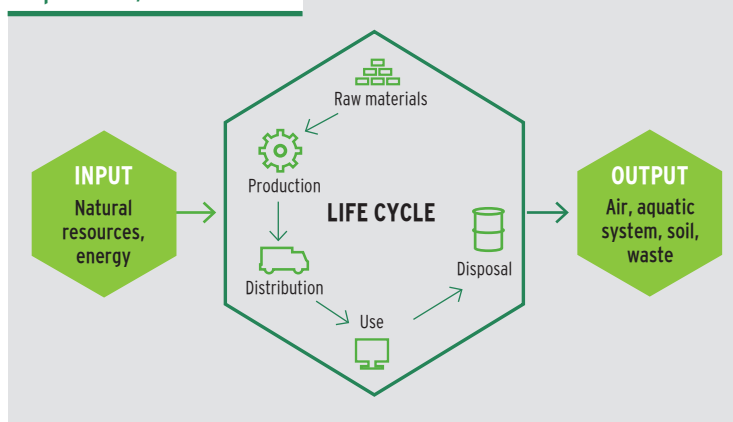 INPUT
Natural
resources,
energy
Raw materials
Production
LIFE CYCLE
Distribution
Use
Disposal
OUTPUT
Air, aquatic
system, soil,
waste